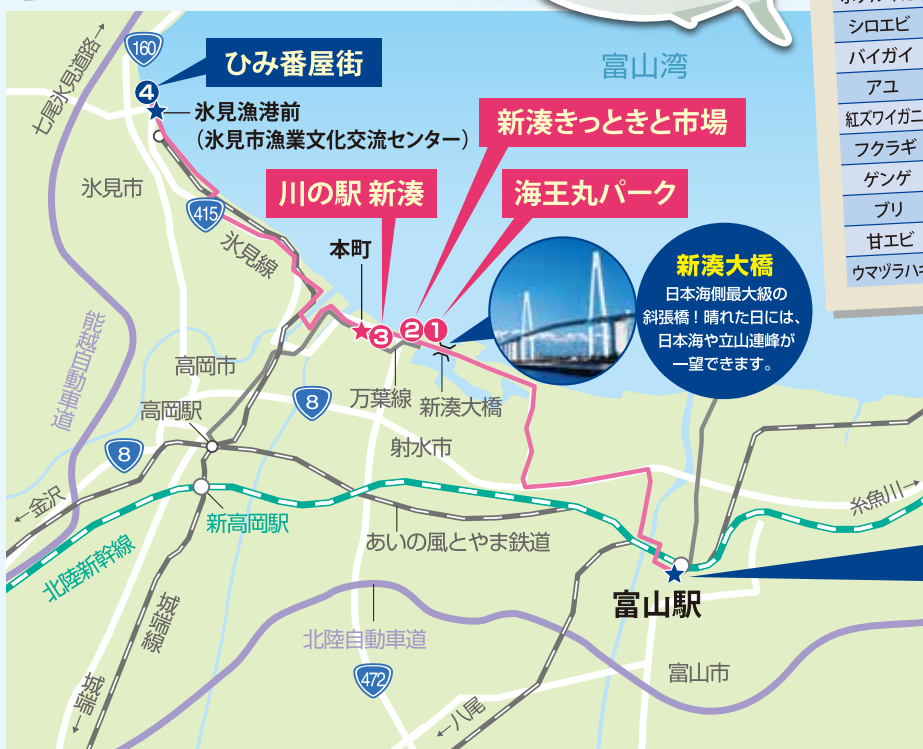 160
七尾氷見道路→
ひみ番屋街
4
氷見漁港前
（氷見市漁業文化交流センター）
富山湾
新湊きっときと市場
川の駅 新湊
海王丸パーク
氷見市
415
氷見線
本町
3
2
1
新湊大橋
日本海側最大級の
斜張橋！晴れた日には、
日本海や立山連峰が
一望できます。
シロエビ
バイガイ
アユ
紅ズワイガニ
フクラギ
ゲンゲ
ブリ
甘エビ
ウマヅラハギ
能越自動車道
高岡市
高岡駅
8
8
万葉線
新湊大橋
射水市
←金沢
新高岡駅
あいの風とやま鉄道
糸魚川→
北陸新幹線
城端線
富山駅
北陸自動車道
472
富山市
城端→
←八尾